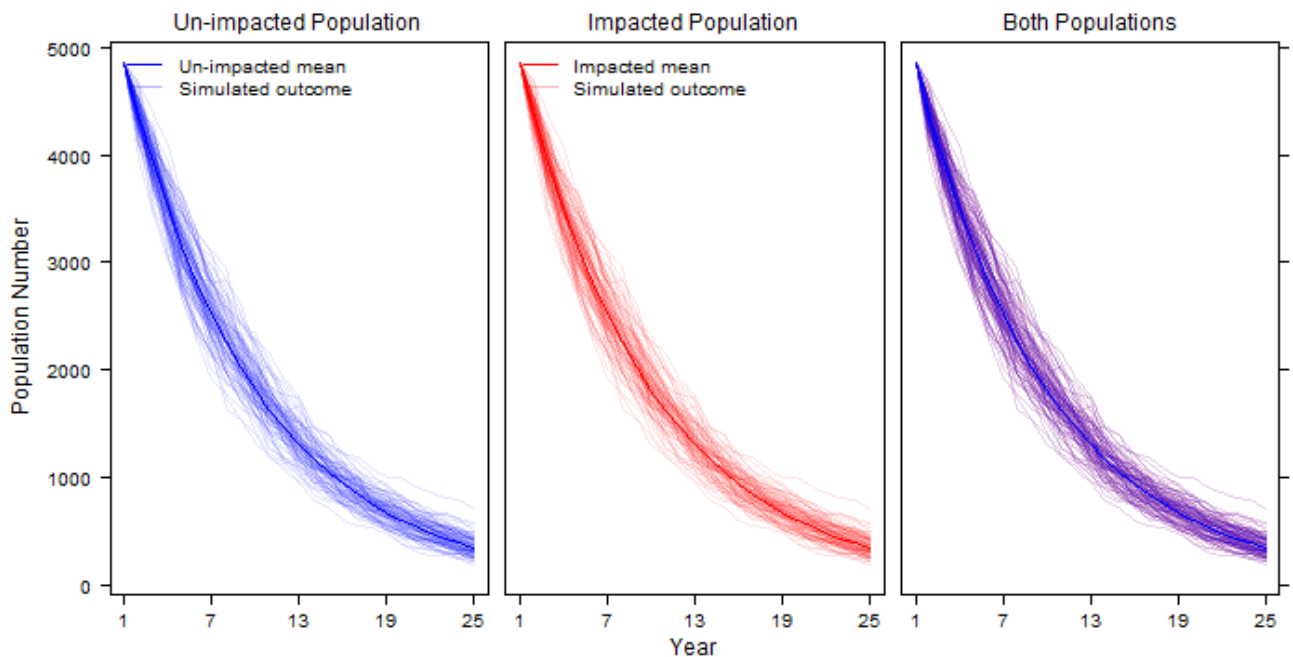 Un-impacted Population
Impacted Population
Both Populations
Un-impacted mean
Simulated outcome
Impacted mean
Simulated outcome
Population Number
5000
4000
3000
2000
1000
0
1 7 13 19 25
1 7 13 19 25
1 7 13 19 25
Year